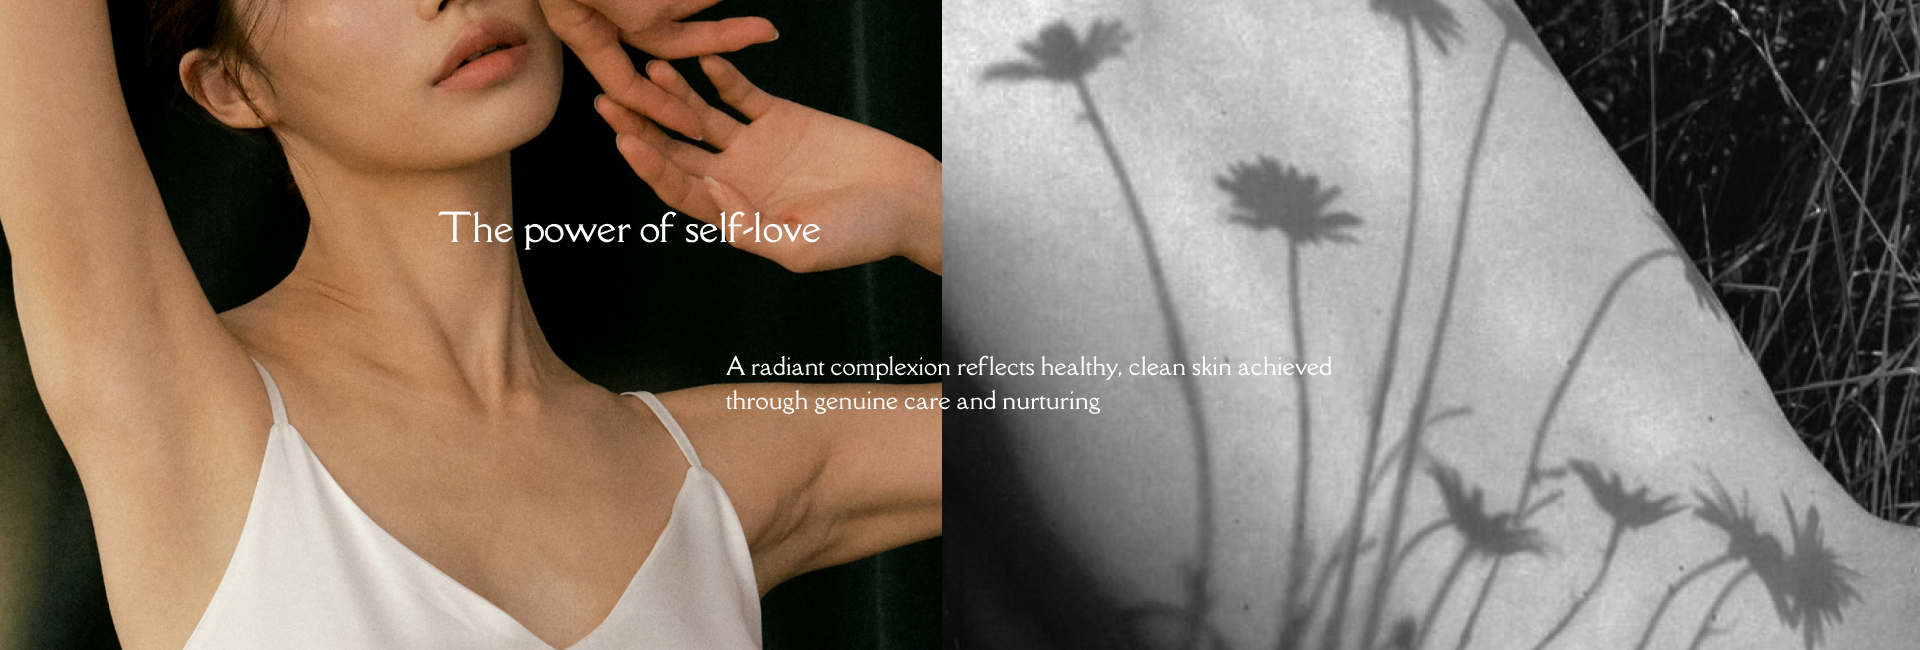 The power of self-love
A radiant complexion reflects healthy, clean skin achieved
through genuine care and nurturing